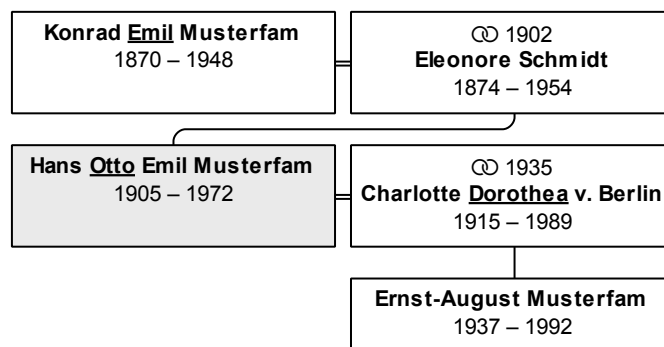 Konrad Emil Musterfam
1870 – 1948
⚭ 1902
Eleonore Schmidt
1874 – 1954
Hans Otto Emil Musterfam
1905 – 1972
⚭ 1935
Charlotte Dorothea v. Berlin
1915 – 1989
Ernst-August Musterfam
1937 – 1992